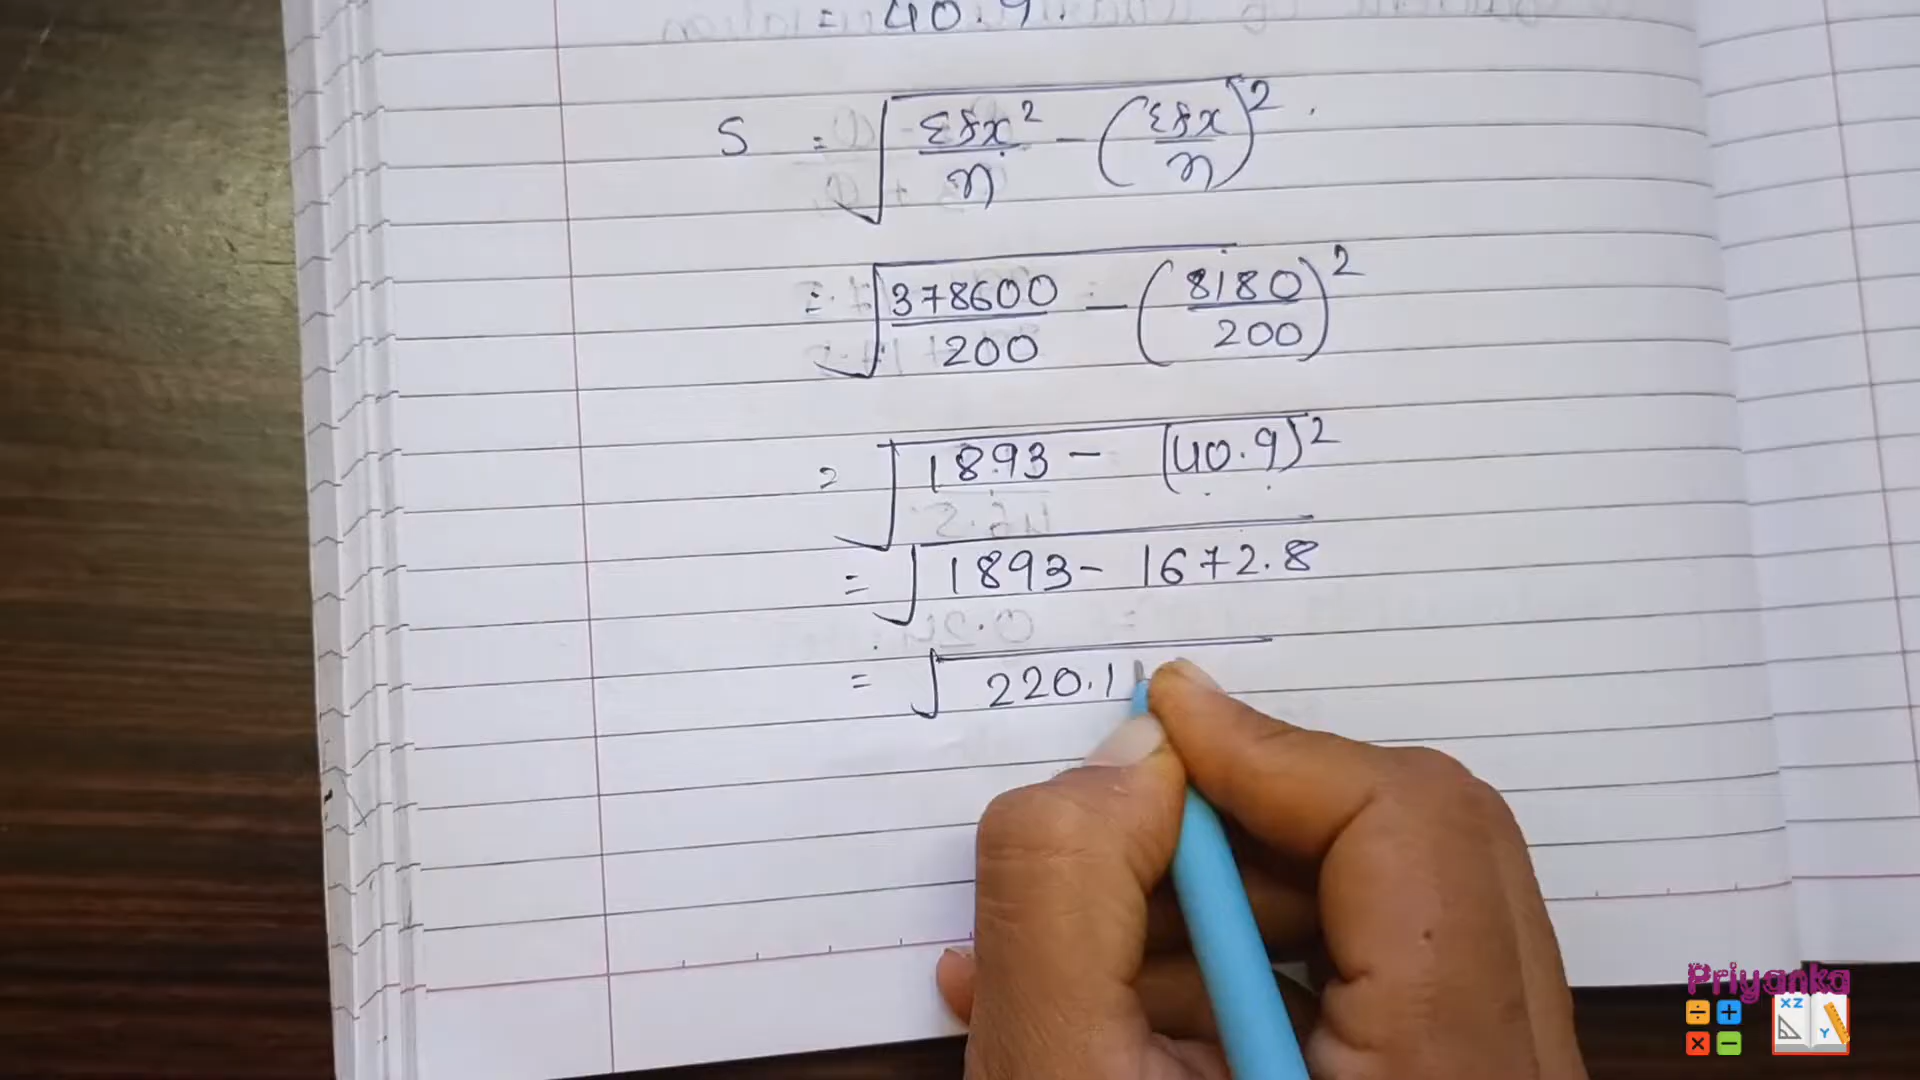 = 40.9.
S = √(Σfx²/n - (Σfx/n)²).
= √(378600/200 - (8180/200)²)
= √(1893 - (40.9)²)
= √(1893 - 1672.8)
= √220.1
Priyanka
÷ + × −
XZ
Y